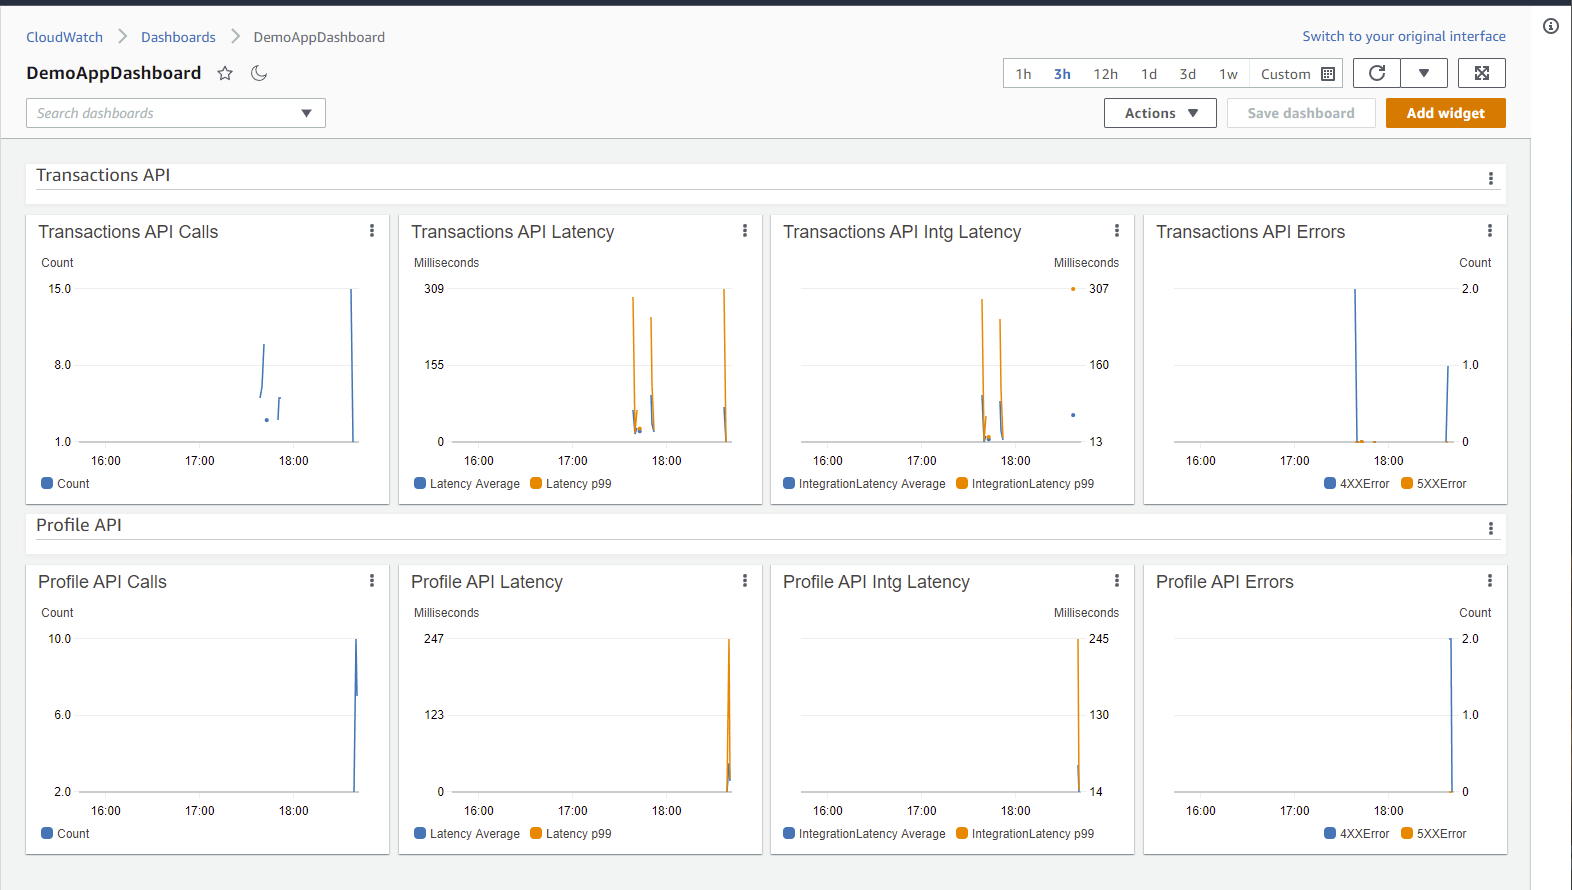 CloudWatch > Dashboards > DemoAppDashboard
Switch to your original interface
DemoAppDashboard
1h 3h 12h 1d 3d 1w Custom
Search dashboards
Actions Save dashboard Add widget
Transactions API
Transactions API Calls
Count
15.0
8.0
1.0
16:00 17:00 18:00
Count
Transactions API Latency
Milliseconds
309
155
0
16:00 17:00 18:00
Latency Average Latency p99
Transactions API Intg Latency
Milliseconds
307
160
13
16:00 17:00 18:00
IntegrationLatency Average IntegrationLatency p99
Transactions API Errors
Count
2.0
1.0
0
16:00 17:00 18:00
4XXError 5XXError
Profile API
Profile API Calls
Count
10.0
6.0
2.0
16:00 17:00 18:00
Count
Profile API Latency
Milliseconds
247
123
0
16:00 17:00 18:00
Latency Average Latency p99
Profile API Intg Latency
Milliseconds
245
130
14
16:00 17:00 18:00
IntegrationLatency Average IntegrationLatency p99
Profile API Errors
Count
2.0
1.0
0
16:00 17:00 18:00
4XXError 5XXError